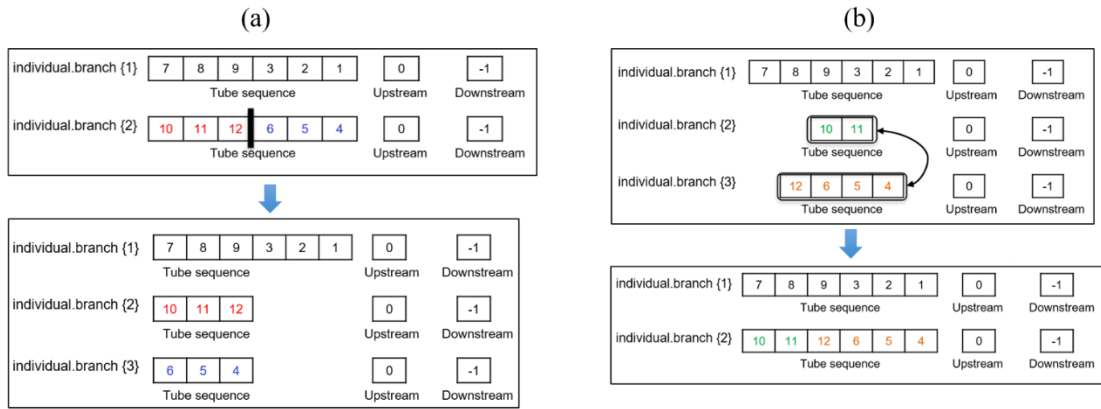 (a)
individual.branch {1} 7 8 9 3 2 1 0 -1
Tube sequence Upstream Downstream
individual.branch {2} 10 11 12 6 5 4 0 -1
Tube sequence Upstream Downstream
individual.branch {1} 7 8 9 3 2 1 0 -1
Tube sequence Upstream Downstream
individual.branch {2} 10 11 12 0 -1
Tube sequence Upstream Downstream
individual.branch {3} 6 5 4 0 -1
Tube sequence Upstream Downstream
(b)
individual.branch {1} 7 8 9 3 2 1 0 -1
Tube sequence Upstream Downstream
individual.branch {2} 10 11 0 -1
Tube sequence Upstream Downstream
individual.branch {3} 12 6 5 4 0 -1
Tube sequence Upstream Downstream
individual.branch {1} 7 8 9 3 2 1 0 -1
Tube sequence Upstream Downstream
individual.branch {2} 10 11 12 6 5 4 0 -1
Tube sequence Upstream Downstream